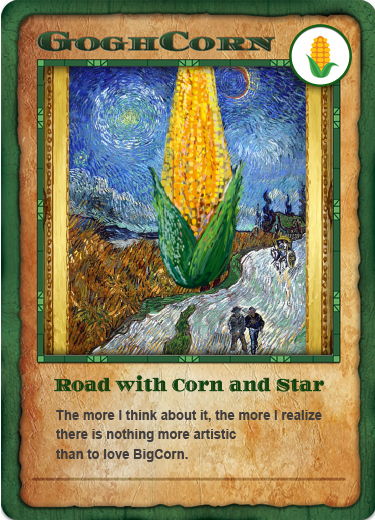 GoghCorn
Road with Corn and Star
The more I think about it, the more I realize
there is nothing more artistic
than to love BigCorn.